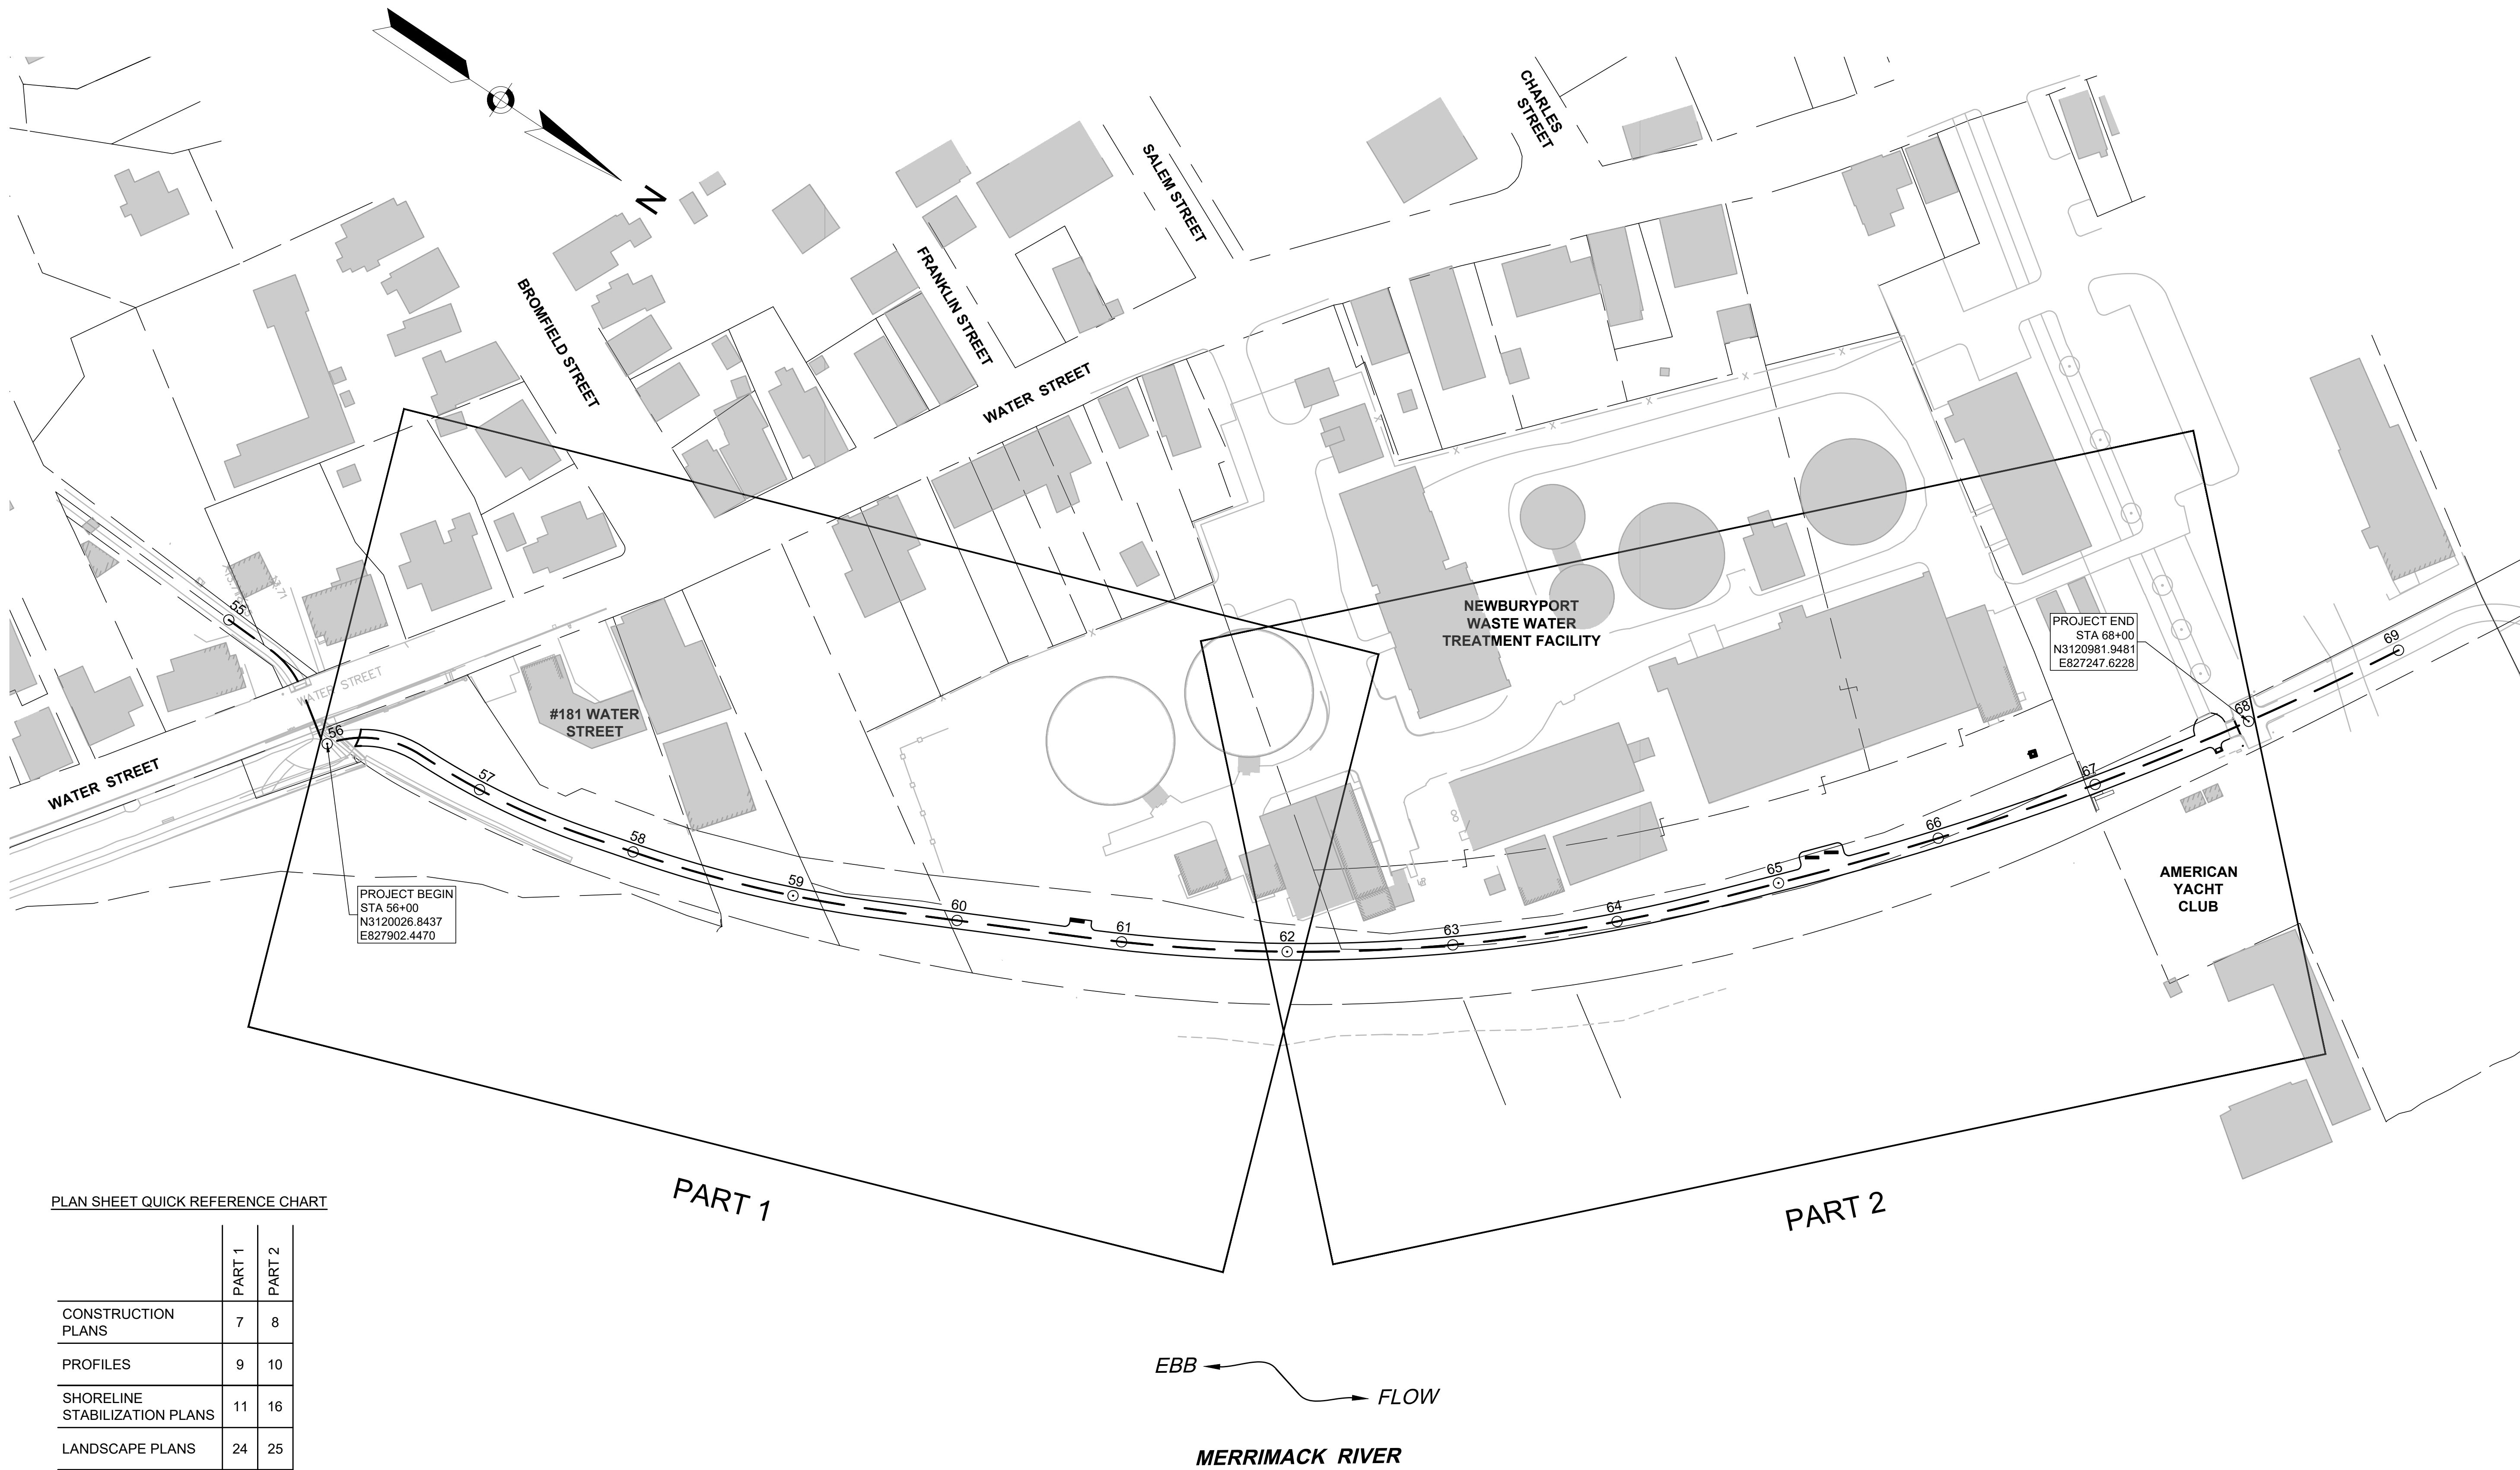 N
CHARLES
STREET
SALEM STREET
FRANKLIN STREET
BROMFIELD STREET
WATER STREET
NEWBURYPORT
WASTE WATER
TREATMENT FACILITY
#181 WATER
STREET
WATER STREET
WATER STREET
55
56
57
58
59
60
61
62
63
64
65
66
67
68
69
PROJECT BEGIN
STA 56+00
N3120026.8437
E827902.4470
PROJECT END
STA 68+00
N3120981.9481
E827247.6228
AMERICAN
YACHT
CLUB
PART 1
PART 2
PLAN SHEET QUICK REFERENCE CHART
PART 1 PART 2
CONSTRUCTION
PLANS 7 8
PROFILES 9 10
SHORELINE
STABILIZATION PLANS 11 16
LANDSCAPE PLANS 24 25
EBB
FLOW
MERRIMACK RIVER